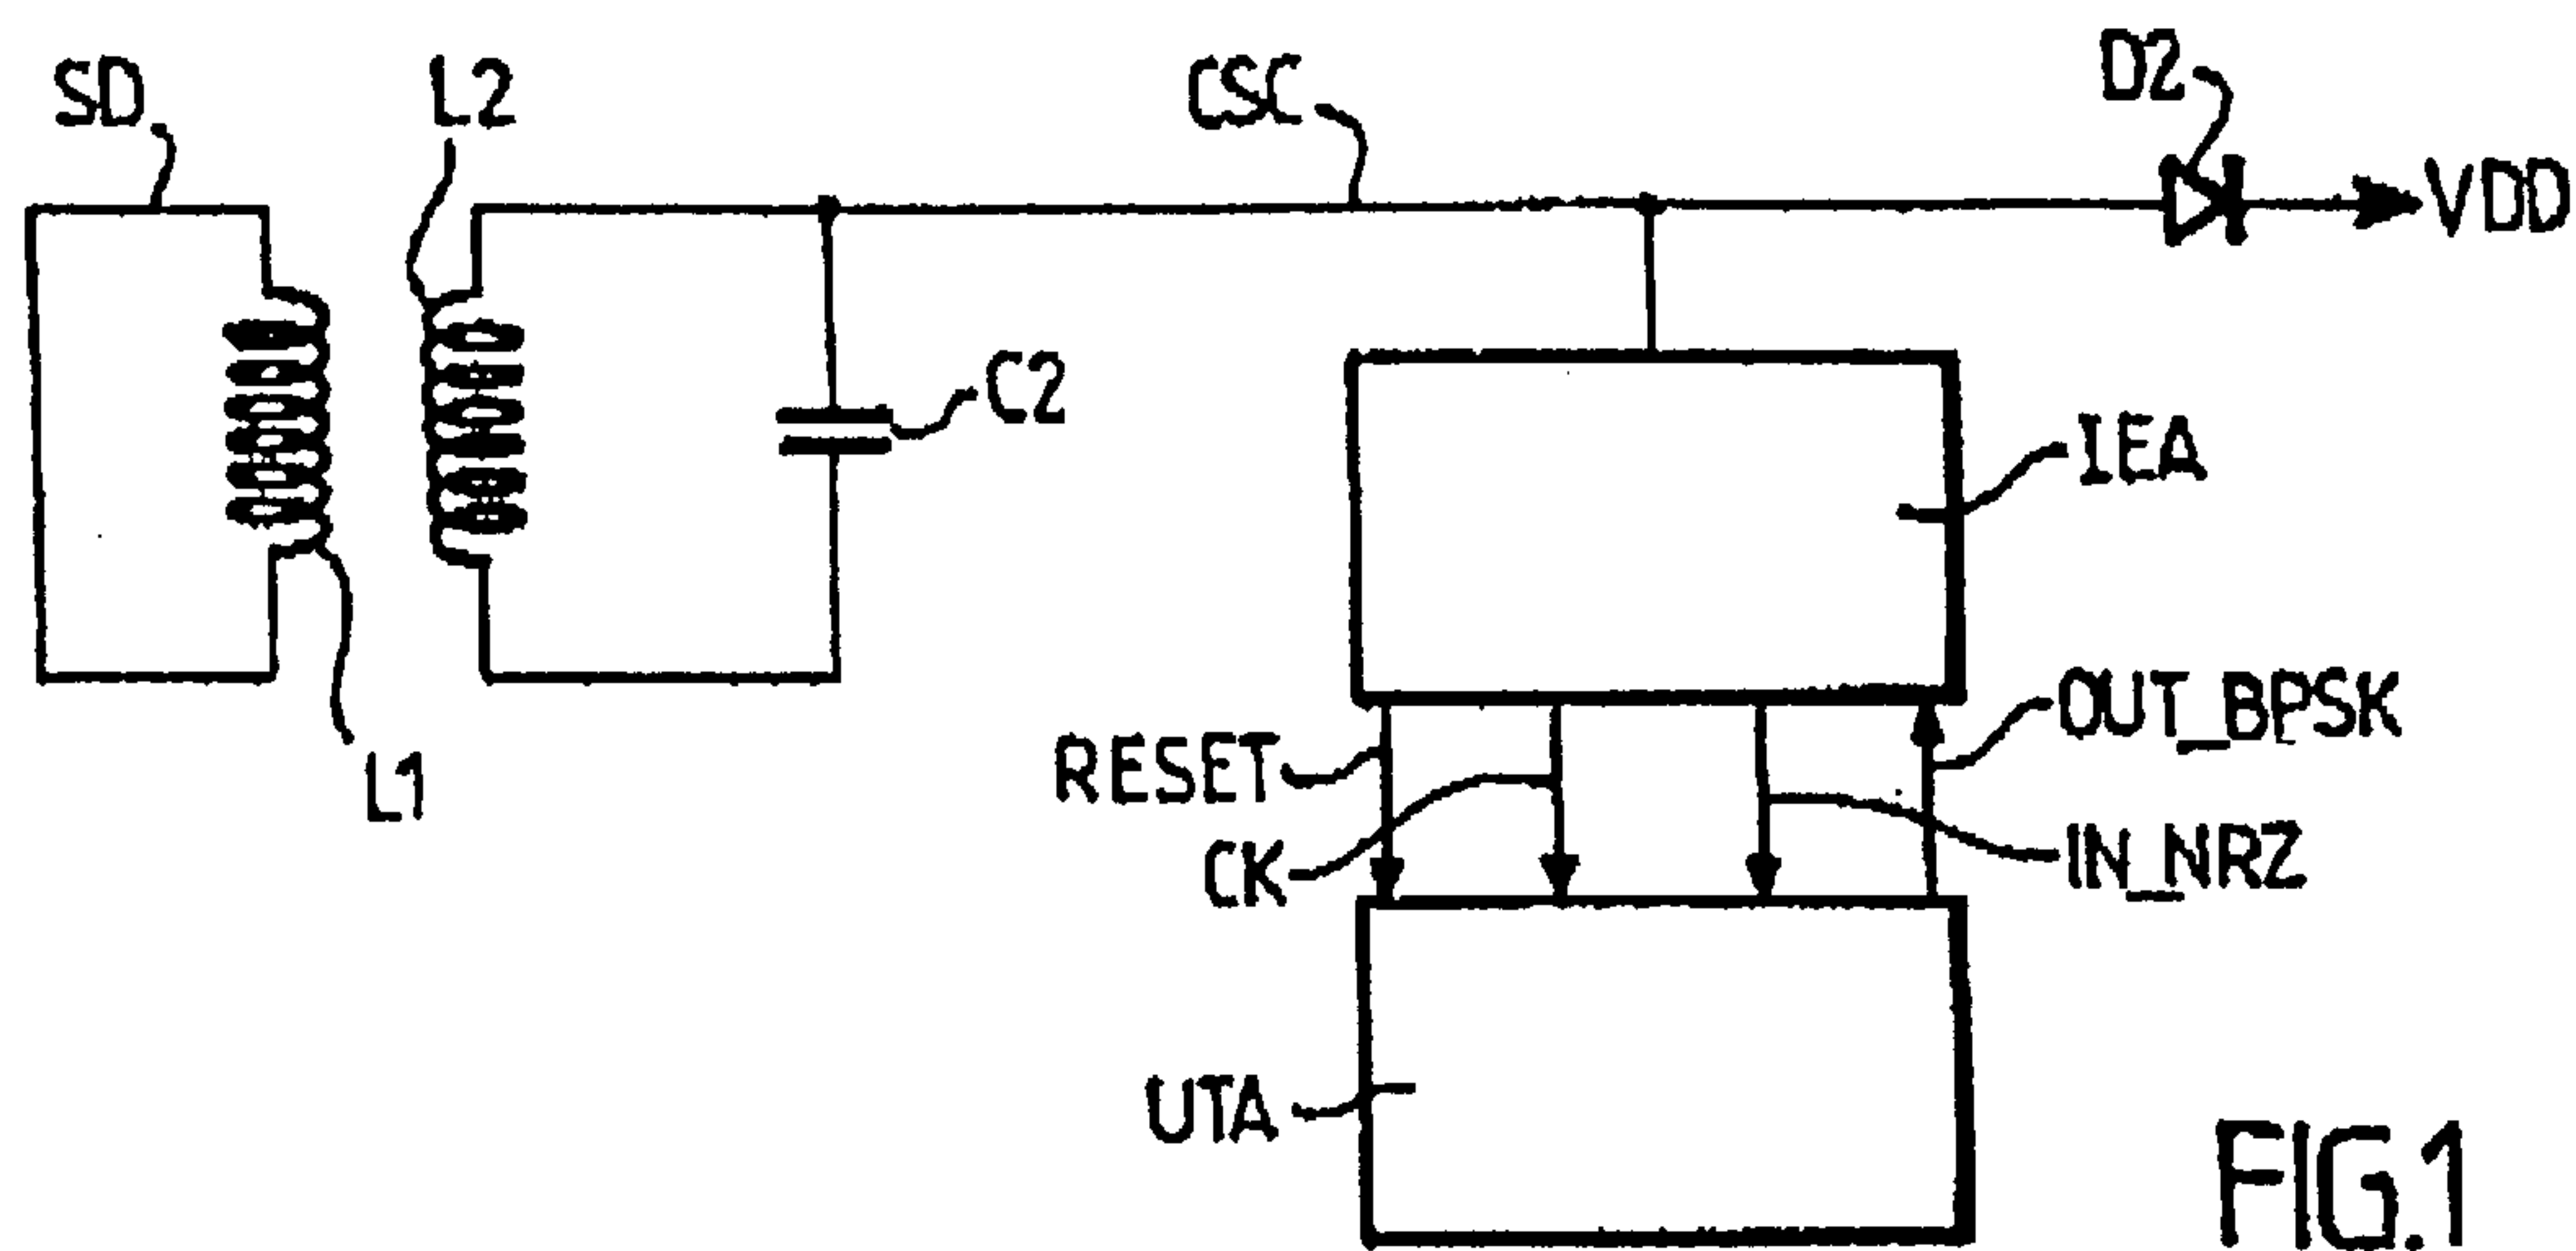 SD
L2
CSC
D2
VDD
C2
IEA
L1
RESET
OUT_BPSK
CK
IN_NRZ
UTA
FIG.1